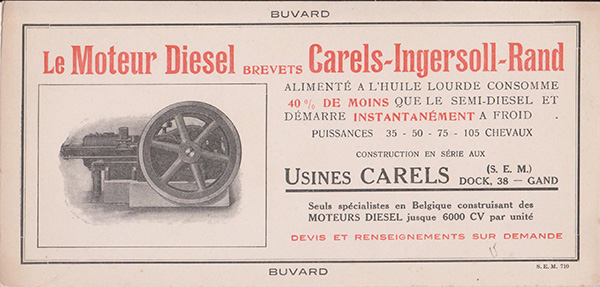 BUVARD
Le Moteur Diesel BREVETS Carels-Ingersoll-Rand
ALIMENTÉ A L'HUILE LOURDE CONSOMME
40 % DE MOINS QUE LE SEMI-DIESEL ET
DÉMARRE INSTANTANÉMENT A FROID
PUISSANCES 35 - 50 - 75 - 105 CHEVAUX
CONSTRUCTION EN SÉRIE AUX
USINES CARELS (S. E. M.)
DOCK, 38 — GAND
Seuls spécialistes en Belgique construisant des
MOTEURS DIESEL jusque 6000 CV par unité
DEVIS ET RENSEIGNEMENTS SUR DEMANDE
BUVARD
S. E. M. 710